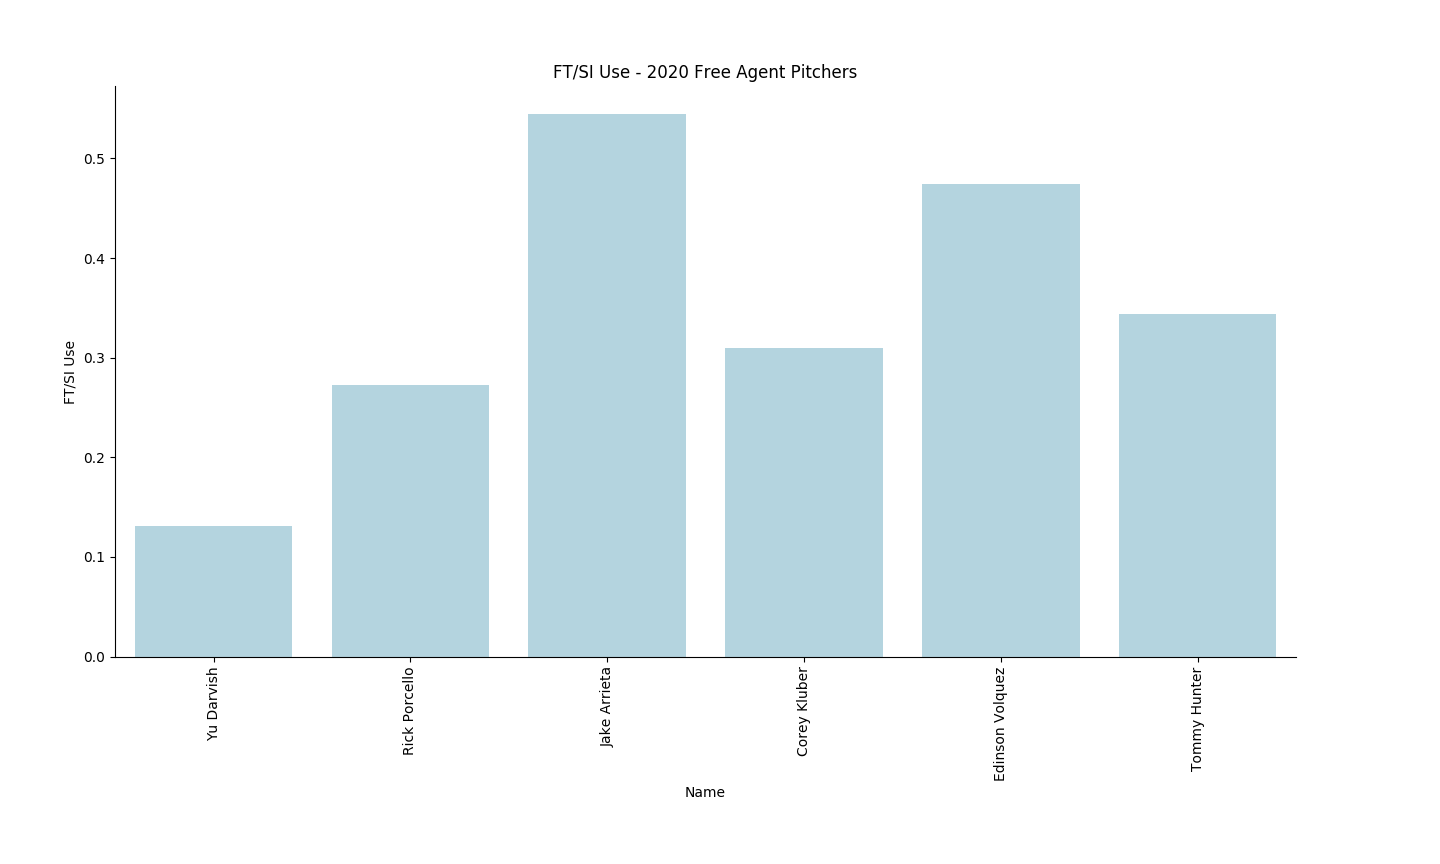 FT/SI Use - 2020 Free Agent Pitchers
FT/SI Use
0.5
0.4
0.3
0.2
0.1
0.0
Yu Darvish
Rick Porcello
Jake Arrieta
Corey Kluber
Edinson Volquez
Tommy Hunter
Name